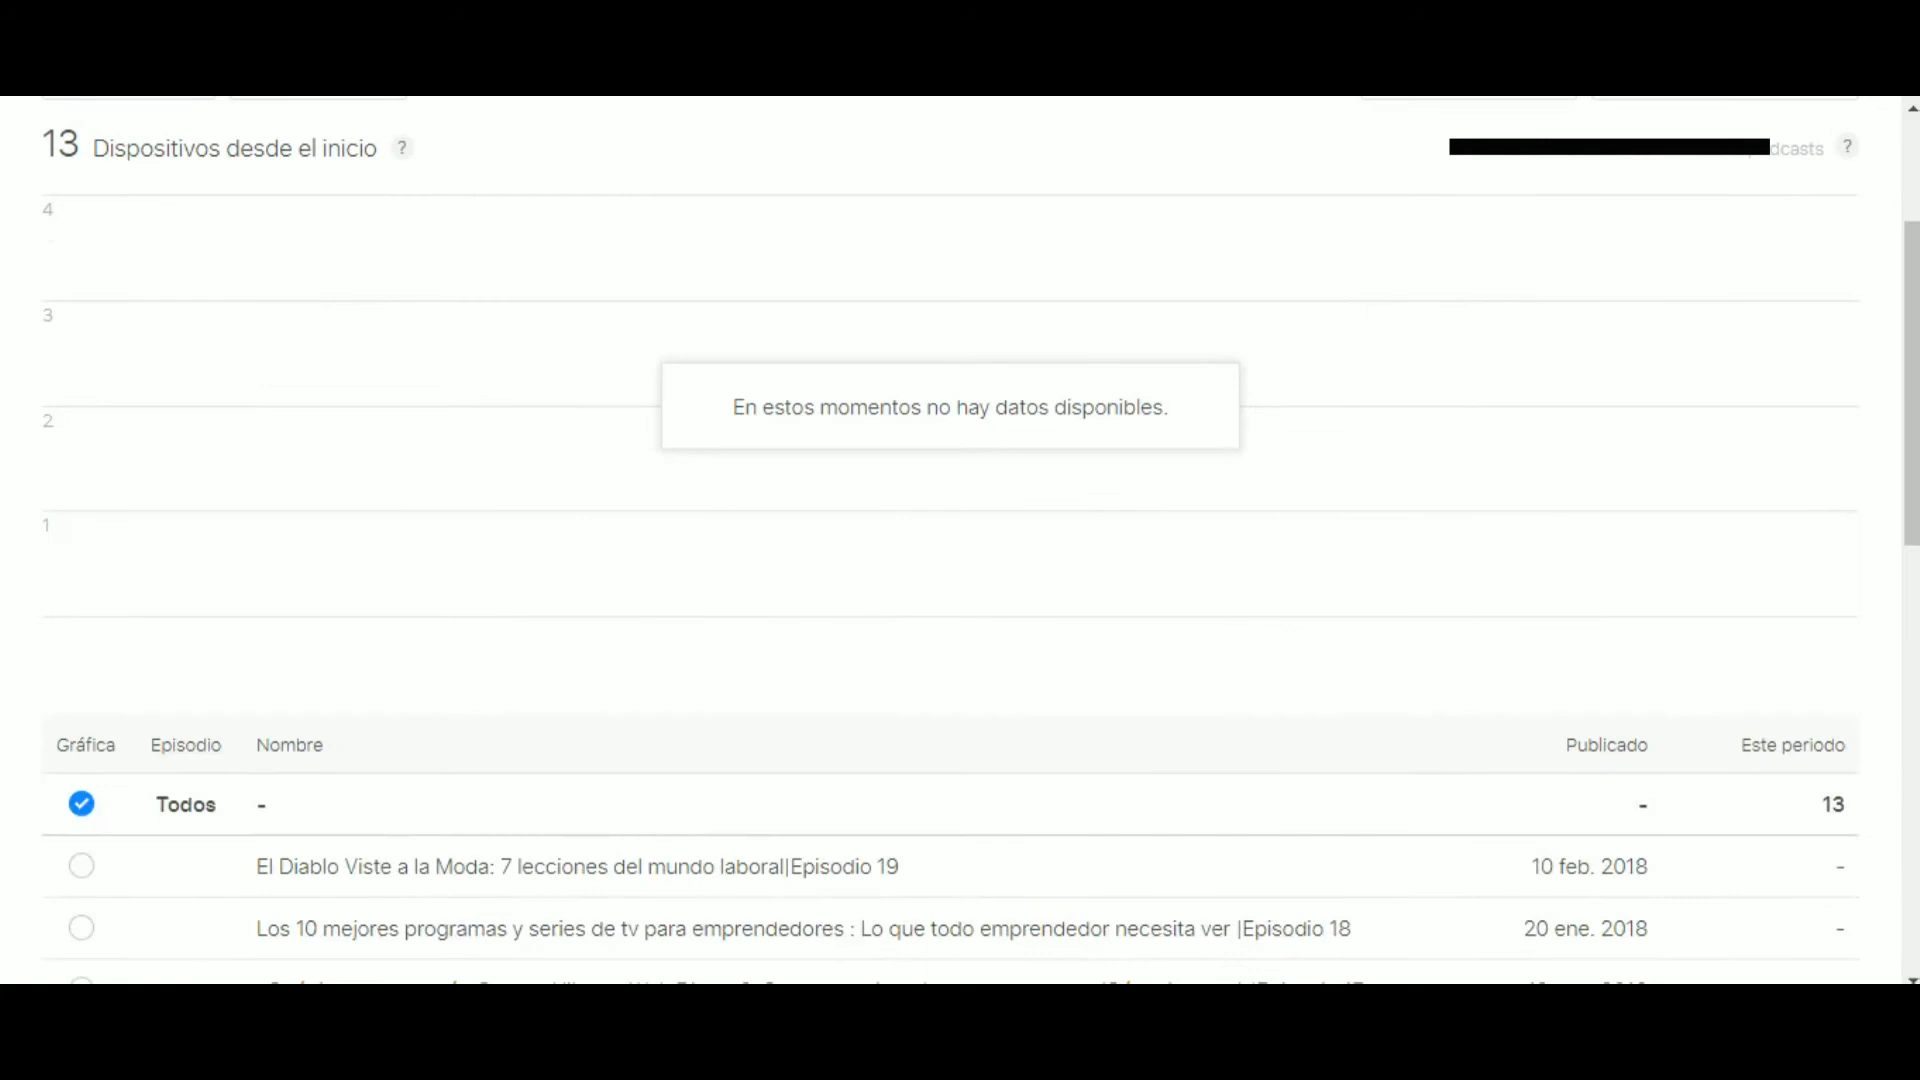 13 Dispositivos desde el inicio ?
dcasts ?
4
3
En estos momentos no hay datos disponibles.
2
1
Gráfica Episodio Nombre Publicado Este periodo
Todos - - 13
El Diablo Viste a la Moda: 7 lecciones del mundo laboral|Episodio 19 10 feb. 2018 -
Los 10 mejores programas y series de tv para emprendedores : Lo que todo emprendedor necesita ver |Episodio 18 20 ene. 2018 -